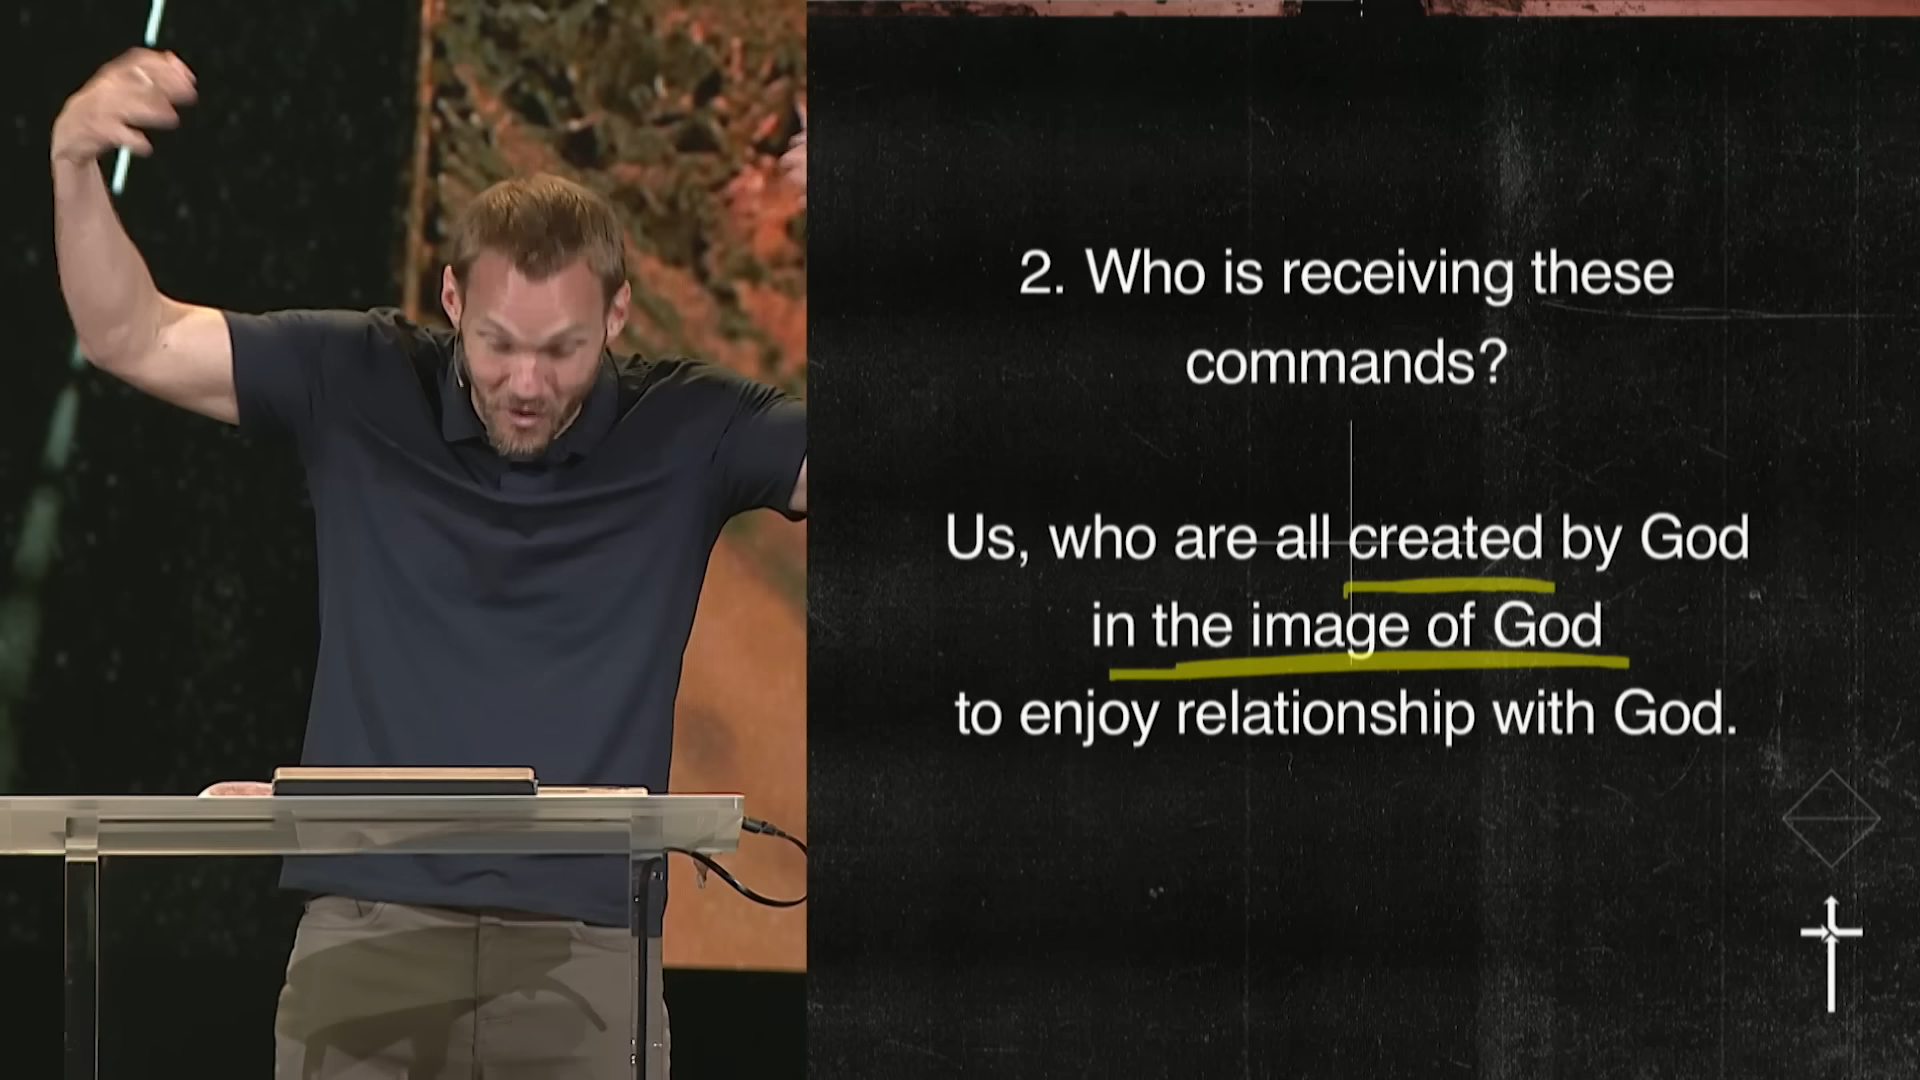 2. Who is receiving these
commands?
Us, who are all created by God
in the image of God
to enjoy relationship with God.